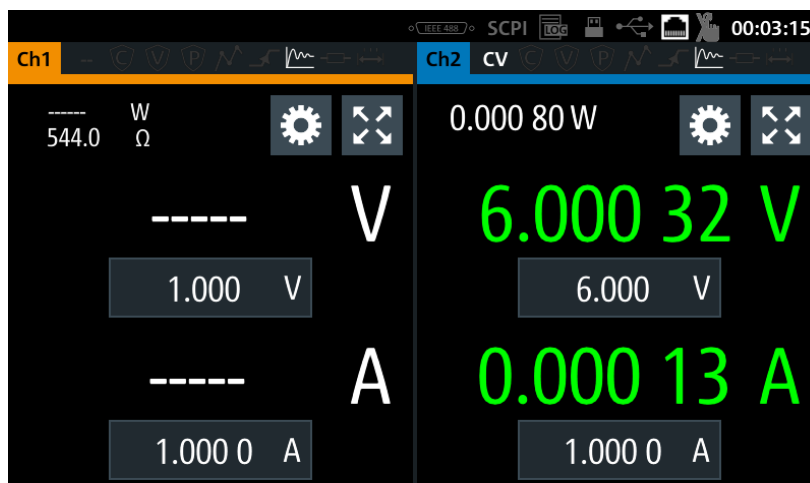 IEEE 488 SCPI LOG 00:03:15
Ch1 -- C V P
Ch2 CV C V P
------ W
544.0 Ω
0.000 80 W
----- V
6.000 32 V
1.000 V
6.000 V
----- A
0.000 13 A
1.000 0 A
1.000 0 A